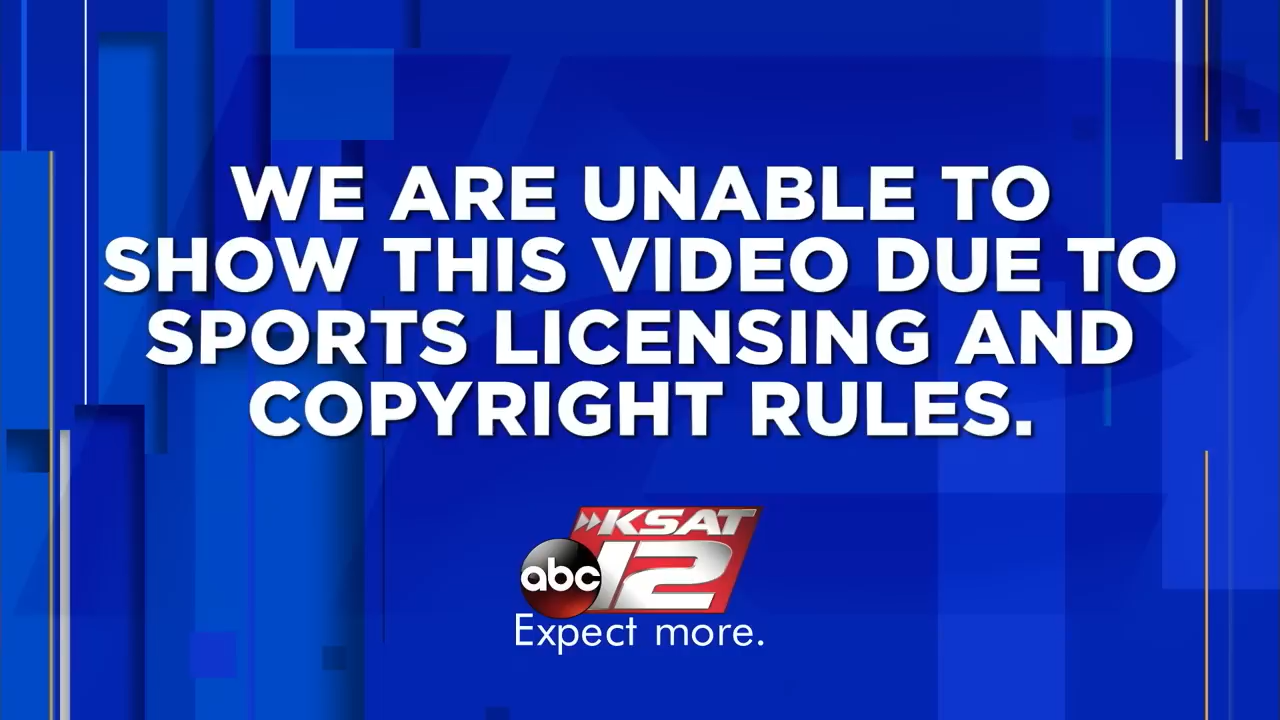 WE ARE UNABLE TO
SHOW THIS VIDEO DUE TO
SPORTS LICENSING AND
COPYRIGHT RULES.
KSAT
abc 12
Expect more.